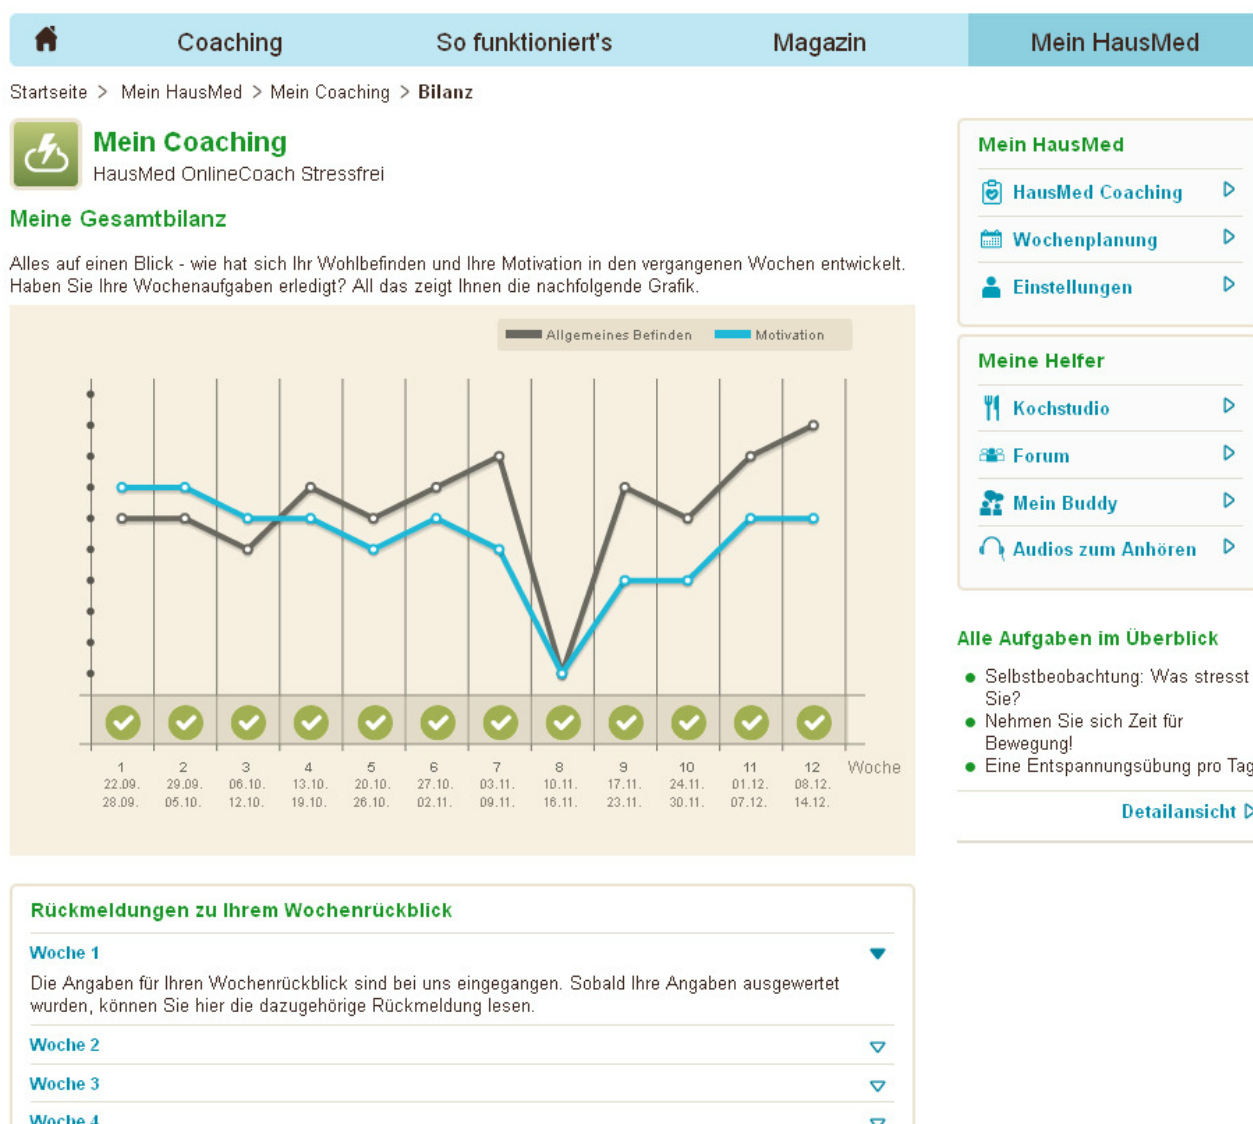 Coaching So funktioniert's Magazin Mein HausMed
Startseite > Mein HausMed > Mein Coaching > Bilanz
Mein Coaching
HausMed OnlineCoach Stressfrei
Meine Gesamtbilanz
Alles auf einen Blick - wie hat sich Ihr Wohlbefinden und Ihre Motivation in den vergangenen Wochen entwickelt.
Haben Sie Ihre Wochenaufgaben erledigt? All das zeigt Ihnen die nachfolgende Grafik.
Allgemeines Befinden Motivation
1 2 3 4 5 6 7 8 9 10 11 12 Woche
22.09. 29.09. 06.10. 13.10. 20.10. 27.10. 03.11. 10.11. 17.11. 24.11. 01.12. 08.12.
28.09. 05.10. 12.10. 19.10. 26.10. 02.11. 09.11. 16.11. 23.11. 30.11. 07.12. 14.12.
Rückmeldungen zu Ihrem Wochenrückblick
Woche 1
Die Angaben für Ihren Wochenrückblick sind bei uns eingegangen. Sobald Ihre Angaben ausgewertet
wurden, können Sie hier die dazugehörige Rückmeldung lesen.
Woche 2
Woche 3
Woche 4
Mein HausMed
HausMed Coaching
Wochenplanung
Einstellungen
Meine Helfer
Kochstudio
Forum
Mein Buddy
Audios zum Anhören
Alle Aufgaben im Überblick
Selbstbeobachtung: Was stresst
Sie?
Nehmen Sie sich Zeit für
Bewegung!
Eine Entspannungsübung pro Tag
Detailansicht